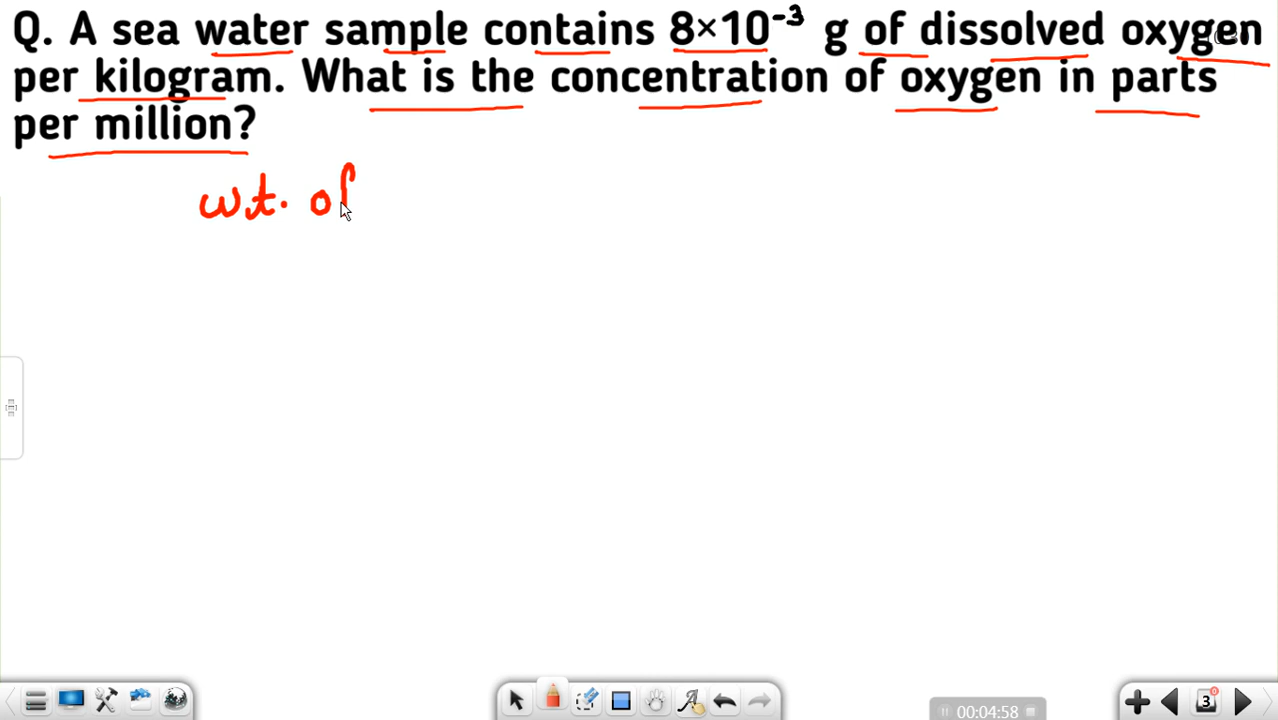 Q. A sea water sample contains 8×10⁻³ g of dissolved oxygen
per kilogram. What is the concentration of oxygen in parts
per million?
wt. of
3
00:04:58